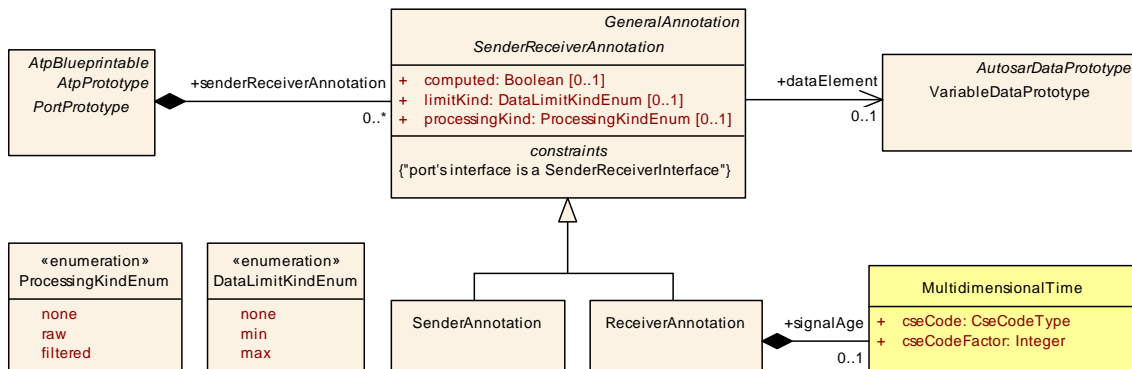 AtpBlueprintable
AtpPrototype
PortPrototype
+senderReceiverAnnotation
0..*
GeneralAnnotation
SenderReceiverAnnotation
+ computed: Boolean [0..1]
+ limitKind: DataLimitKindEnum [0..1]
+ processingKind: ProcessingKindEnum [0..1]
constraints
{"port's interface is a SenderReceiverInterface"}
+dataElement
0..1
AutosarDataPrototype
VariableDataPrototype
«enumeration»
ProcessingKindEnum
none
raw
filtered
«enumeration»
DataLimitKindEnum
none
min
max
SenderAnnotation
ReceiverAnnotation
+signalAge
0..1
MultidimensionalTime
+ cseCode: CseCodeType
+ cseCodeFactor: Integer